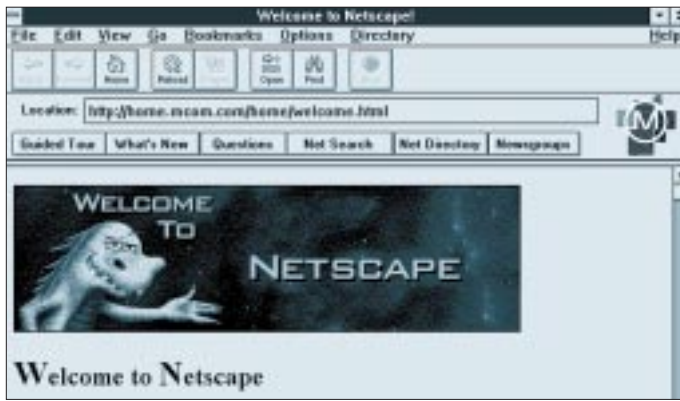 Welcome to Netscape!
File Edit View Go Bookmarks Options Directory Help
Home Reload Open Find
Location: http://home.mcom.com/home/welcome.html
Guided Tour What's New Questions Net Search Net Directory Newsgroups
M
WELCOME
TO
NETSCAPE
Welcome to Netscape